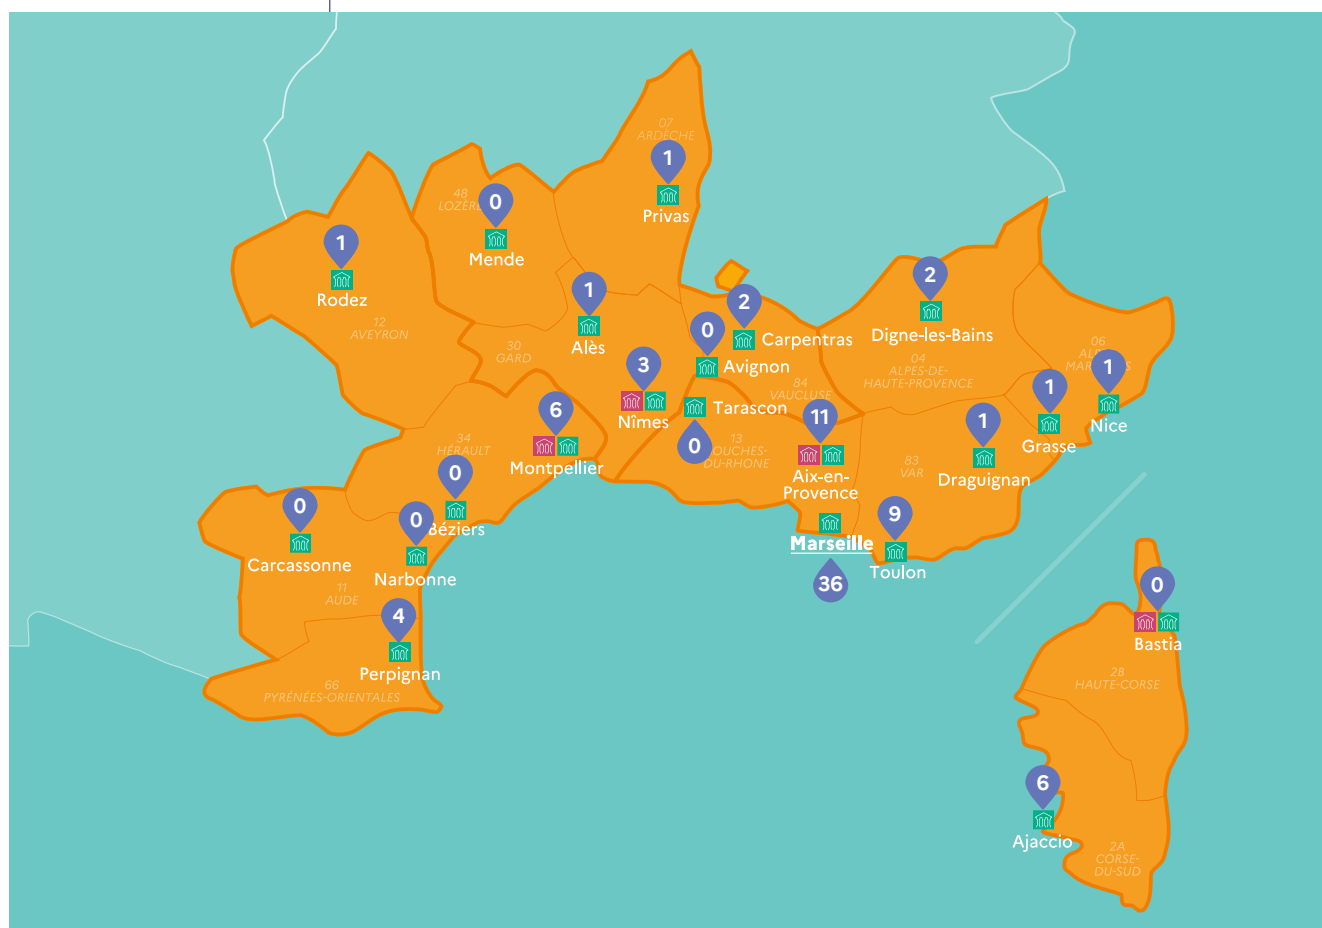 07
ARDÈCHE
1
Privas
48
LOZÈRE
0
Mende
1
Rodez
12
AVEYRON
1
Alès
30
GARD
2
Carpentras
0
Avignon
2
Digne-les-Bains
04
ALPES-DE-
HAUTE-PROVENCE
06
1
Nice
1
Grasse
84
VAUCLUSE
3
Nîmes
Tarascon
0
13
DU-RHONE
11
Aix-en-
Provence
1
Draguignan
83
VAR
6
Montpellier
34
HÉRAULT
0
Béziers
0
Carcassonne
0
Narbonne
11
AUDE
Marseille
36
9
Toulon
4
Perpignan
66
PYRÉNÉES-ORIENTALES
0
Bastia
2B
HAUTE-CORSE
6
Ajaccio
2A
CORSE-
DU-SUD